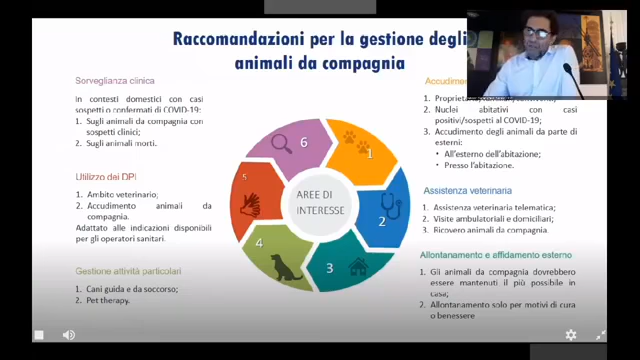 Raccomandazioni per la gestione degli
animali da compagnia
Sorveglianza clinica
In contesti domestici con casi
sospetti o confermati di COVID-19:
1. Sugli animali da compagnia con
sospetti clinici;
2. Sugli animali morti.
Utilizzo dei DPI
1. Ambito veterinario;
2. Accudimento animali da
compagnia.
Adattato alle indicazioni disponibili
per gli operatori sanitari.
Gestione attività particolari
1. Cani guida e da soccorso;
2. Pet therapy.
6
1
5
AREE DI
INTERESSE
2
4
3
1. Proprietari
2. Nuclei abitativi con casi
positivi/sospetti al COVID-19;
3. Accudimento degli animali da parte di
esterni:
• All'esterno dell'abitazione;
• Presso l'abitazione.
Assistenza veterinaria
1. Assistenza veterinaria telematica;
2. Visite ambulatoriali e domiciliari;
3. Ricovero animali da compagnia.
Allontanamento e affidamento esterno
1. Gli animali da compagnia dovrebbero
essere mantenuti il più possibile in
casa;
2. Allontanamento solo per motivi di cura
o benessere